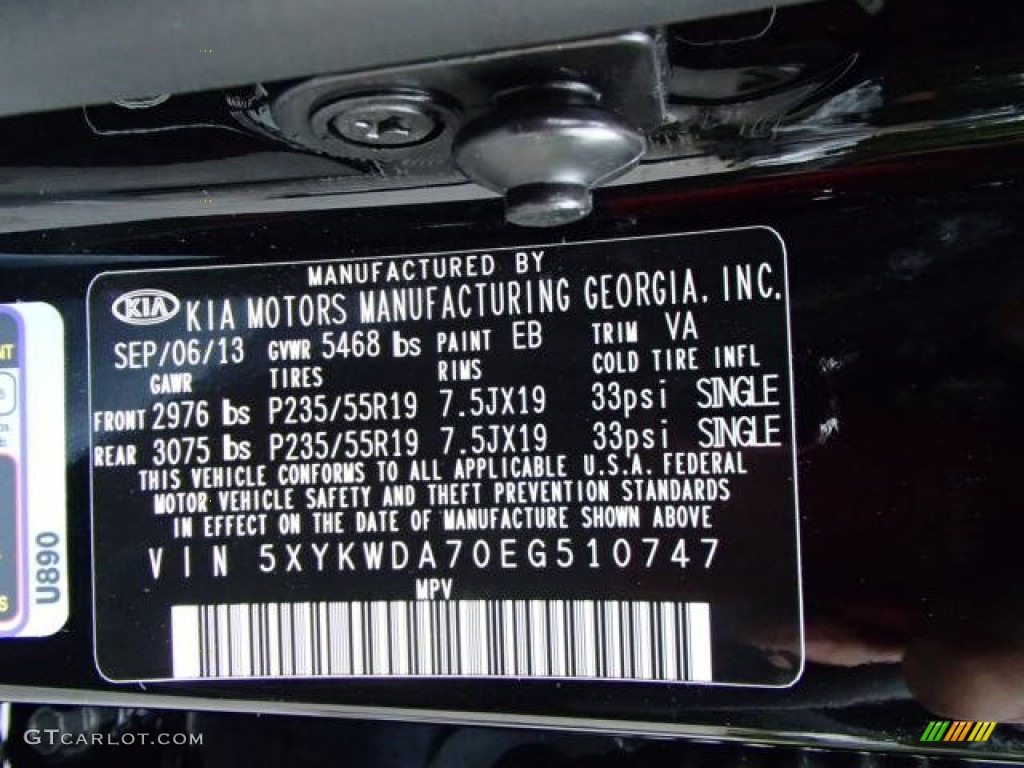 MANUFACTURED BY
KIA KIA MOTORS MANUFACTURING GEORGIA, INC.
SEP/06/13 GVWR 5468 lbs PAINT EB TRIM VA
GAWR TIRES RIMS COLD TIRE INFL
FRONT 2976 lbs P235/55R19 7.5JX19 33psi SINGLE
REAR 3075 lbs P235/55R19 7.5JX19 33psi SINGLE
THIS VEHICLE CONFORMS TO ALL APPLICABLE U.S.A. FEDERAL
MOTOR VEHICLE SAFETY AND THEFT PREVENTION STANDARDS
IN EFFECT ON THE DATE OF MANUFACTURE SHOWN ABOVE
VIN 5XYKWDA70EG510747
MPV
U890
GTCARLOT.COM